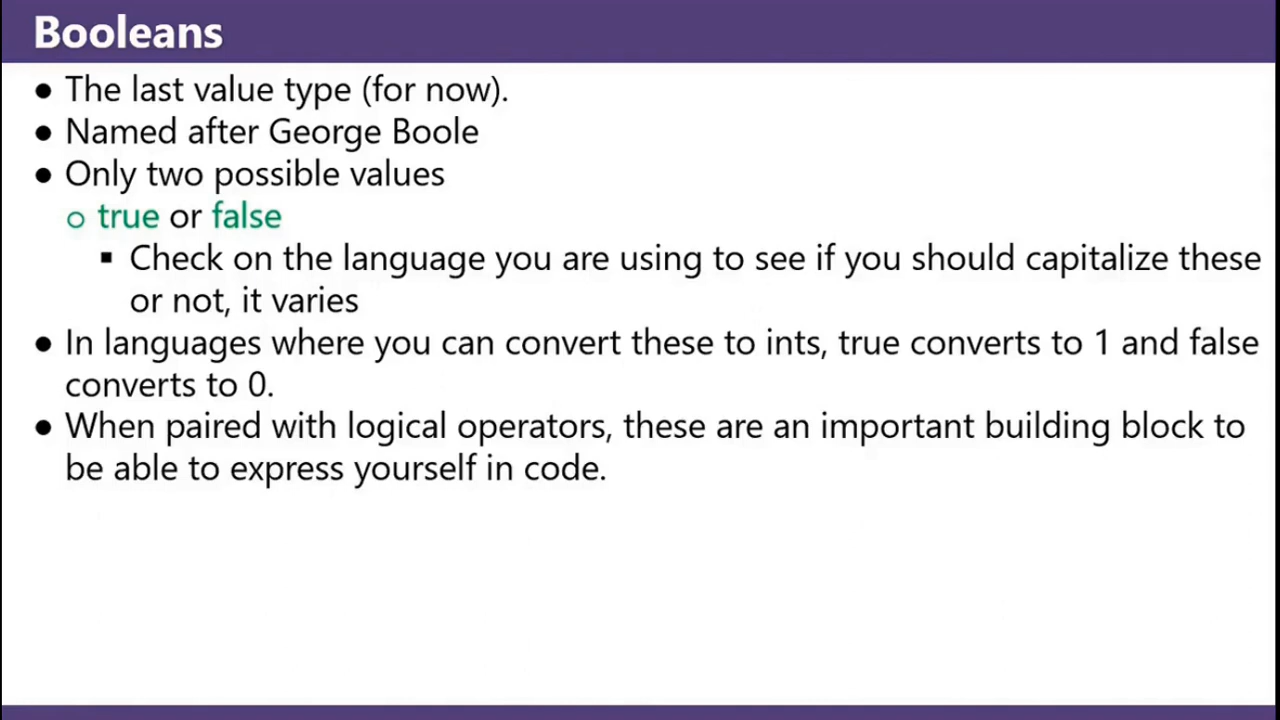 Booleans
● The last value type (for now).
● Named after George Boole
● Only two possible values
o true or false
▪ Check on the language you are using to see if you should capitalize these
or not, it varies
● In languages where you can convert these to ints, true converts to 1 and false
converts to 0.
● When paired with logical operators, these are an important building block to
be able to express yourself in code.